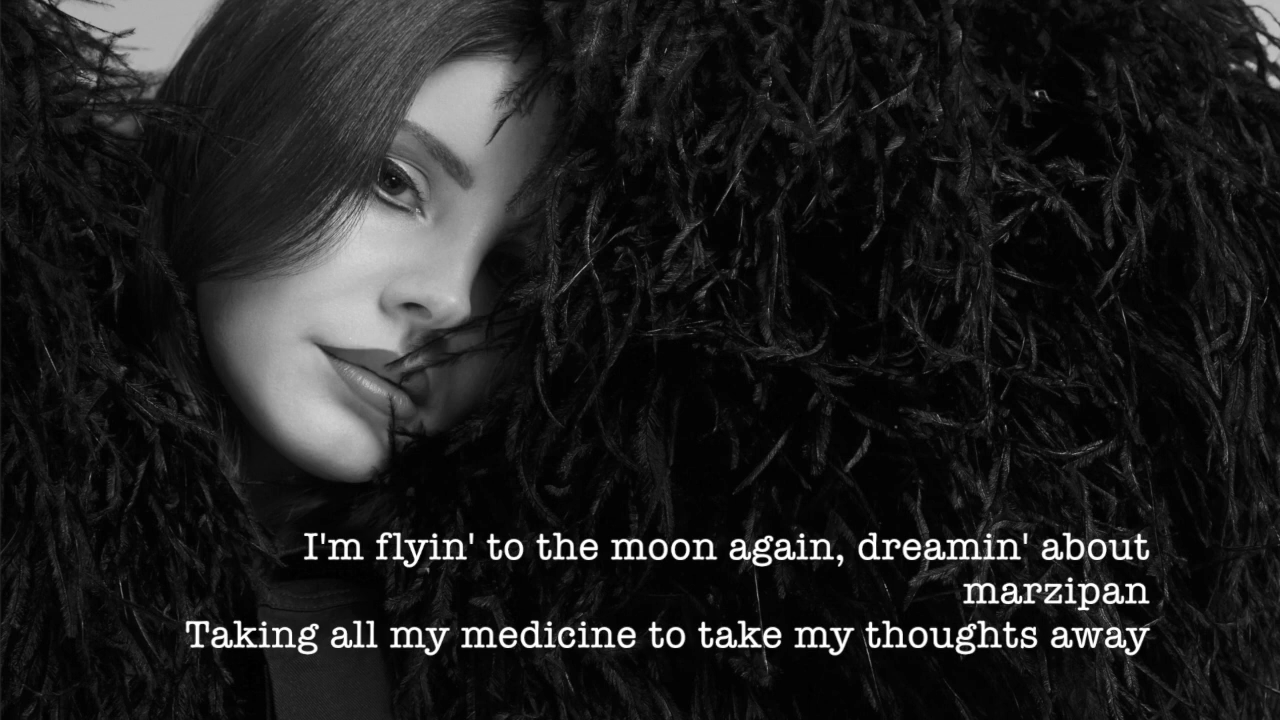 I'm flyin' to the moon again, dreamin' about
marzipan
Taking all my medicine to take my thoughts away